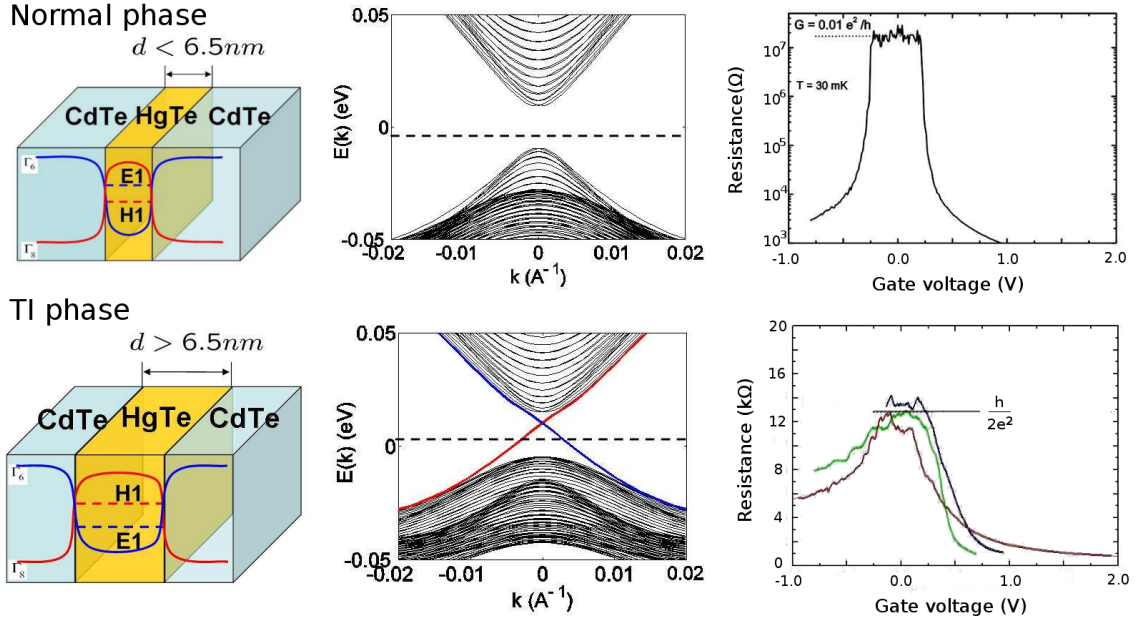 Normal phase
d < 6.5nm
CdTe HgTe CdTe
Γ6
E1
H1
Γ8
0.05
0
-0.05
E(k) (eV)
-0.02 -0.01 0 0.01 0.02
k (A⁻¹)
G = 0.01 e²/h
T = 30 mK
10⁷
10⁶
10⁵
10⁴
10³
Resistance(Ω)
-1.0 0.0 1.0 2.0
Gate voltage (V)
TI phase
d > 6.5nm
CdTe HgTe CdTe
Γ6
H1
E1
Γ8
0.05
0
-0.05
E(k) (eV)
-0.02 -0.01 0 0.01 0.02
k (A⁻¹)
20
16
12
8
4
0
Resistance (kΩ)
h
2e²
-1.0 0.0 1.0 2.0
Gate voltage (V)